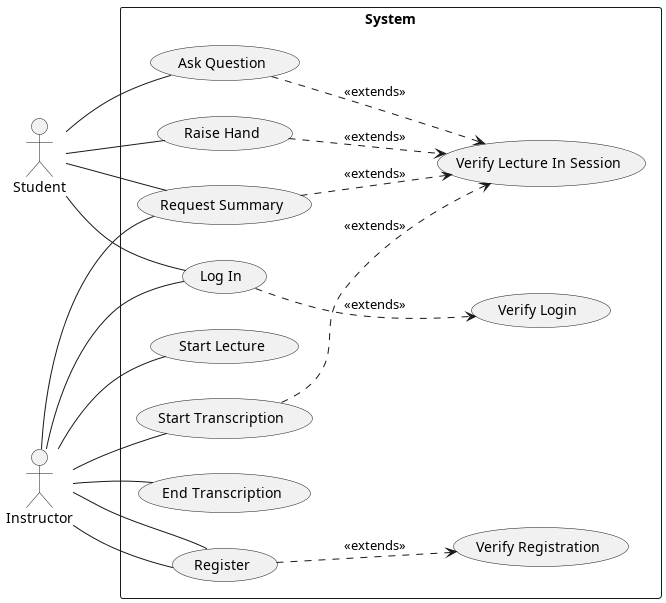 System
Ask Question
«extends»
Raise Hand
«extends»
Verify Lecture In Session
Student
«extends»
Request Summary
«extends»
Log In
«extends»
Verify Login
Start Lecture
Start Transcription
End Transcription
Instructor
«extends»
Verify Registration
Register